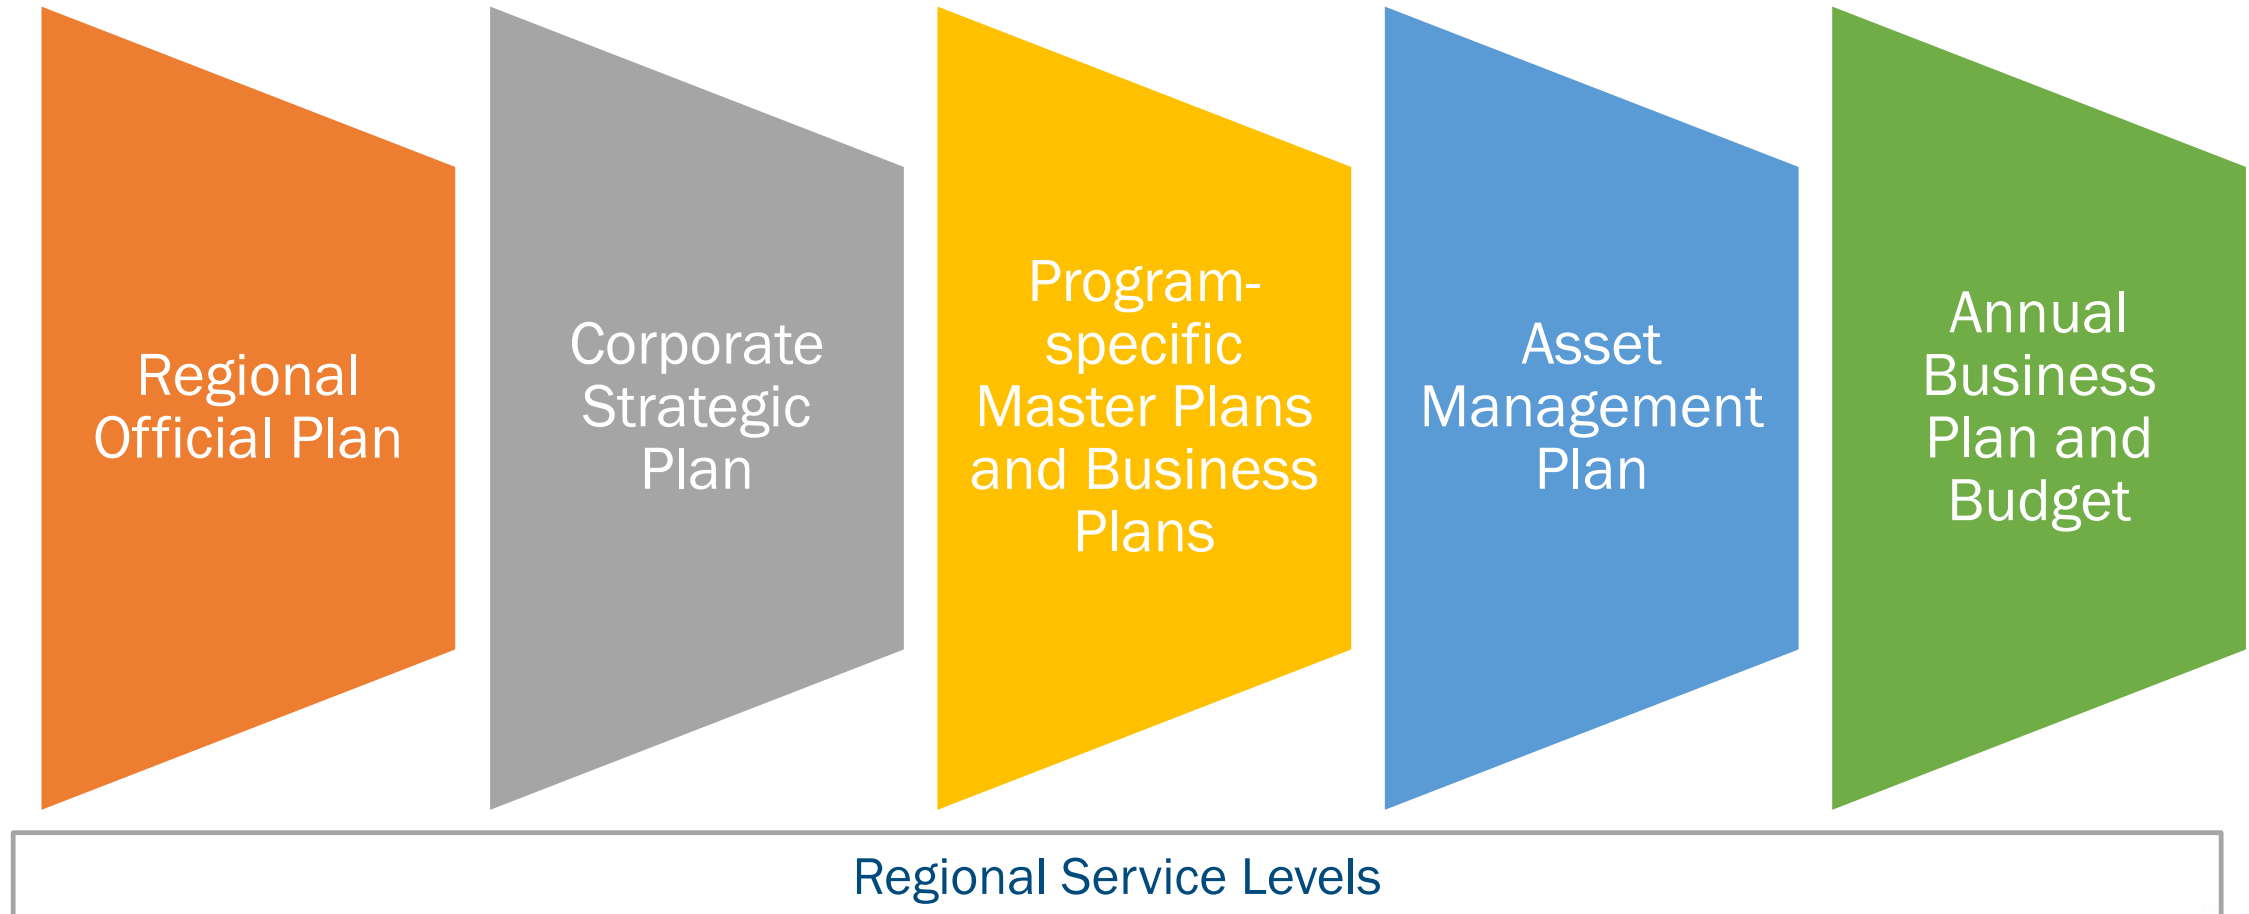 Regional
Official Plan
Corporate
Strategic
Plan
Program-
specific
Master Plans
and Business
Plans
Asset
Management
Plan
Annual
Business
Plan and
Budget
Regional Service Levels